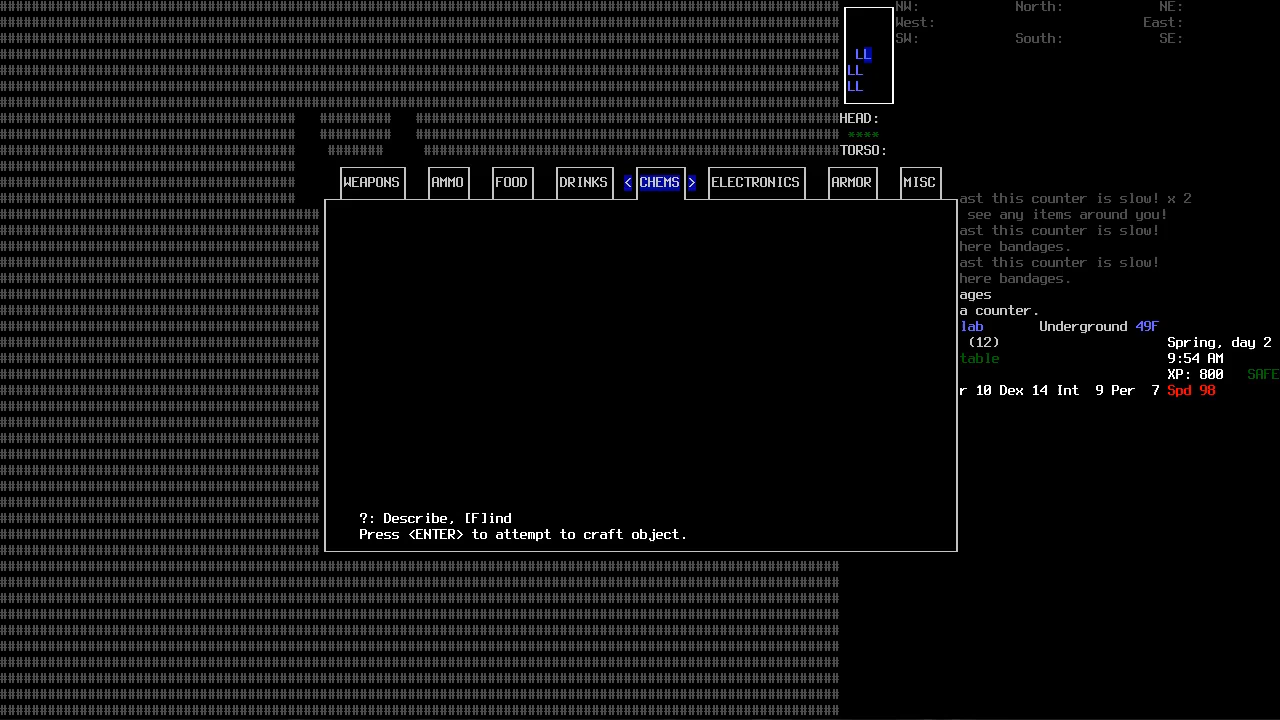 NW: North: NE:
West: East:
SW: South: SE:
LL
LL
LL
HEAD:
****
TORSO:
WEAPONS AMMO FOOD DRINKS < CHEMS > ELECTRONICS ARMOR MISC
ast this counter is slow! x 2
see any items around you!
ast this counter is slow!
here bandages.
ast this counter is slow!
here bandages.
ages
a counter.
lab Underground 49F
(12) Spring, day 2
table 9:54 AM
XP: 800 SAFE
r 10 Dex 14 Int 9 Per 7 Spd 98
?: Describe, [F]ind
Press <ENTER> to attempt to craft object.